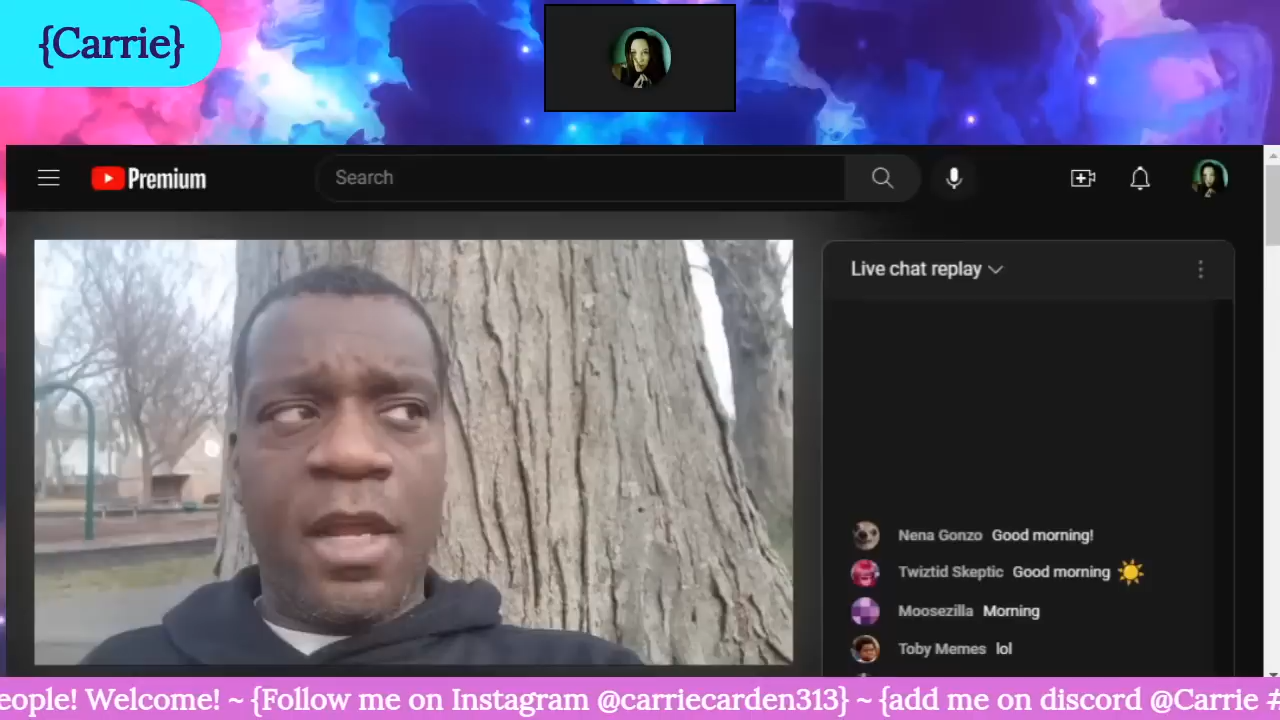 {Carrie}
Premium
Search
Live chat replay
Nena Gonzo Good morning!
Twiztid Skeptic Good morning
Moosezilla Morning
Toby Memes lol
eople! Welcome! ~ {Follow me on Instagram @carriecarden313} ~ {add me on discord @Carrie #